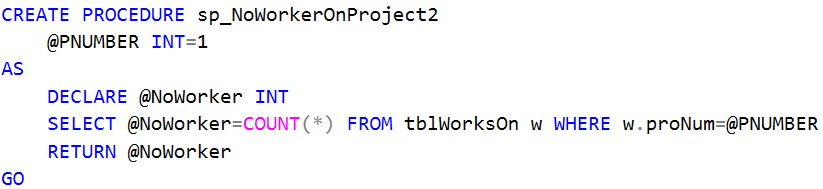 CREATE PROCEDURE sp_NoWorkerOnProject2
    @PNUMBER INT=1
AS
    DECLARE @NoWorker INT
    SELECT @NoWorker=COUNT(*) FROM tblWorksOn w WHERE w.proNum=@PNUMBER
    RETURN @NoWorker
GO